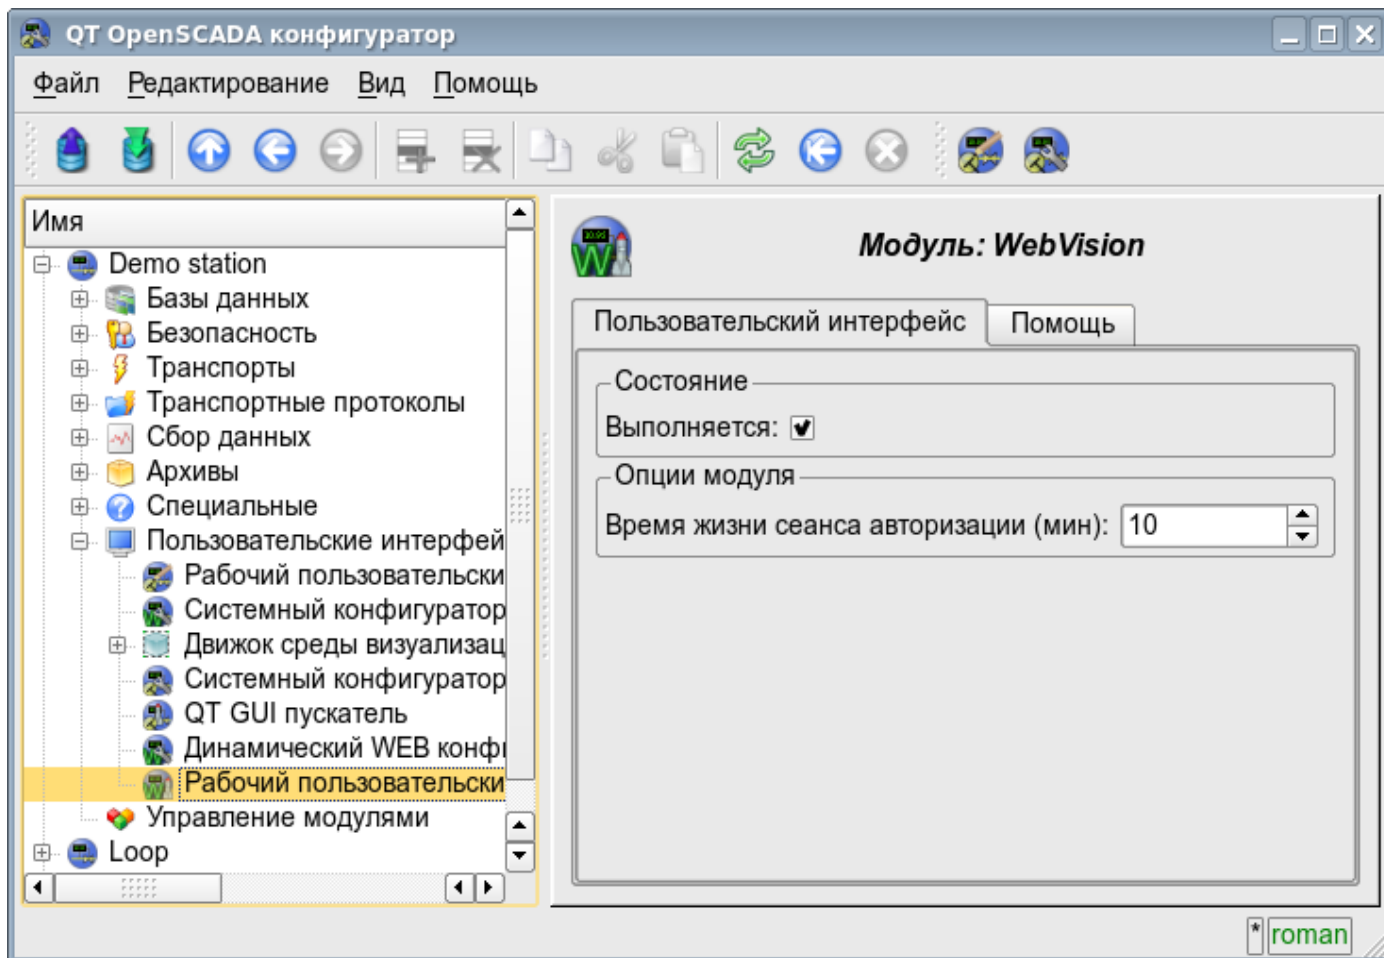 QT OpenSCADA конфигуратор
Файл Редактирование Вид Помощь
Имя
Demo station
Базы данных
Безопасность
Транспорты
Транспортные протоколы
Сбор данных
Архивы
Специальные
Пользовательские интерфей
Рабочий пользовательски
Системный конфигуратор
Движок среды визуализац
Системный конфигуратор
QT GUI пускатель
Динамический WEB конф
Рабочий пользовательски
Управление модулями
Loop
Модуль: WebVision
Пользовательский интерфейс Помощь
Состояние
Выполняется:
Опции модуля
Время жизни сеанса авторизации (мин): 10
* roman